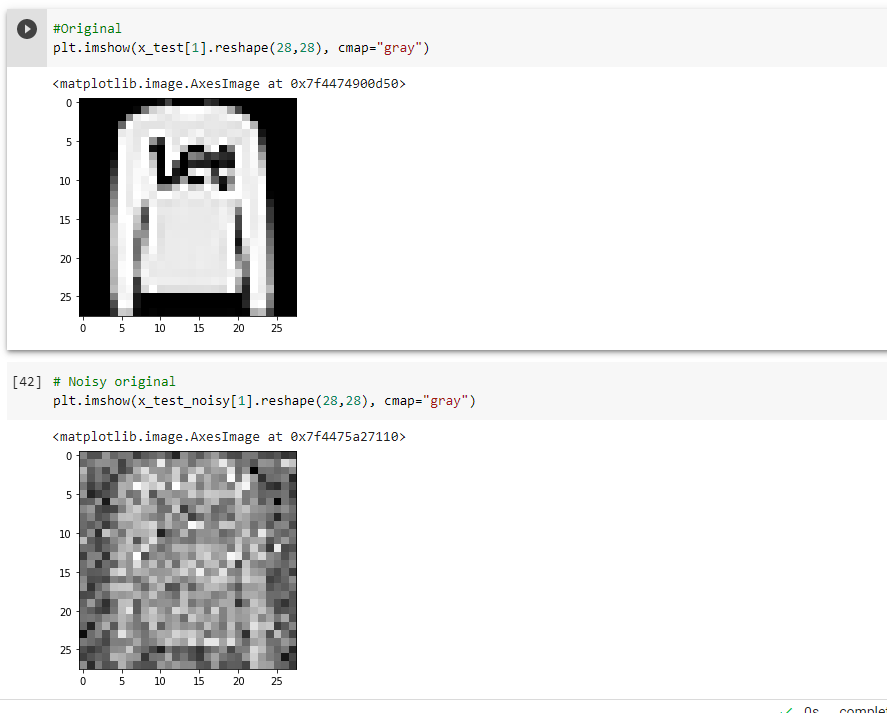 #Original
plt.imshow(x_test[1].reshape(28,28), cmap="gray")
<matplotlib.image.AxesImage at 0x7f4474900d50>
0
5
10
15
20
25
0 5 10 15 20 25
[42] # Noisy original
plt.imshow(x_test_noisy[1].reshape(28,28), cmap="gray")
<matplotlib.image.AxesImage at 0x7f4475a27110>
0
5
10
15
20
25
0 5 10 15 20 25
0s